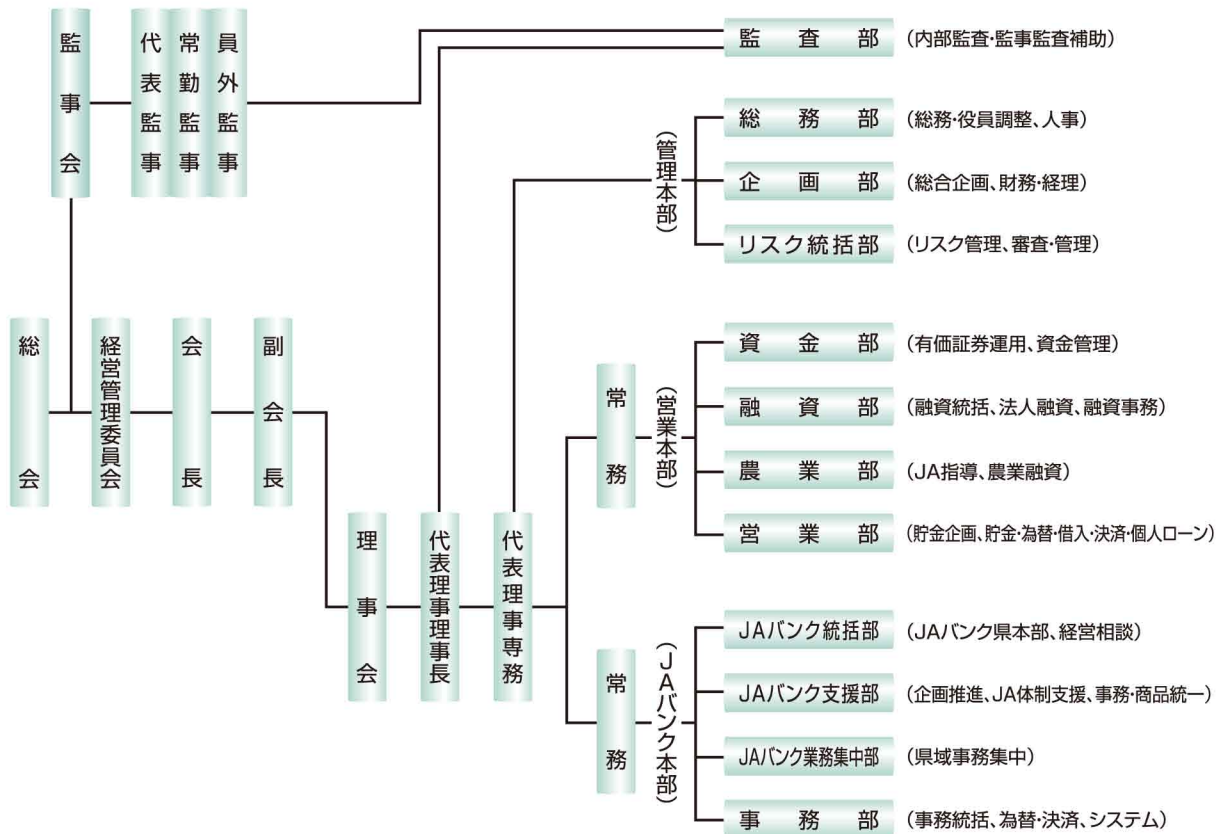 監事会
代表監事
常勤監事
員外監事
監査部 (内部監査・監事監査補助)
(管理本部)
総務部 (総務・役員調整、人事)
企画部 (総合企画、財務・経理)
リスク統括部 (リスク管理、審査・管理)
総会
経営管理委員会
会長
副会長
理事会
代表理事理事長
代表理事専務
常務
(営業本部)
資金部 (有価証券運用、資金管理)
融資部 (融資統括、法人融資、融資事務)
農業部 (JA指導、農業融資)
営業部 (貯金企画、貯金・為替・借入・決済・個人ローン)
常務
(JAバンク本部)
JAバンク統括部 (JAバンク県本部、経営相談)
JAバンク支援部 (企画推進、JA体制支援、事務・商品統一)
JAバンク業務集中部 (県域事務集中)
事務部 (事務統括、為替・決済、システム)